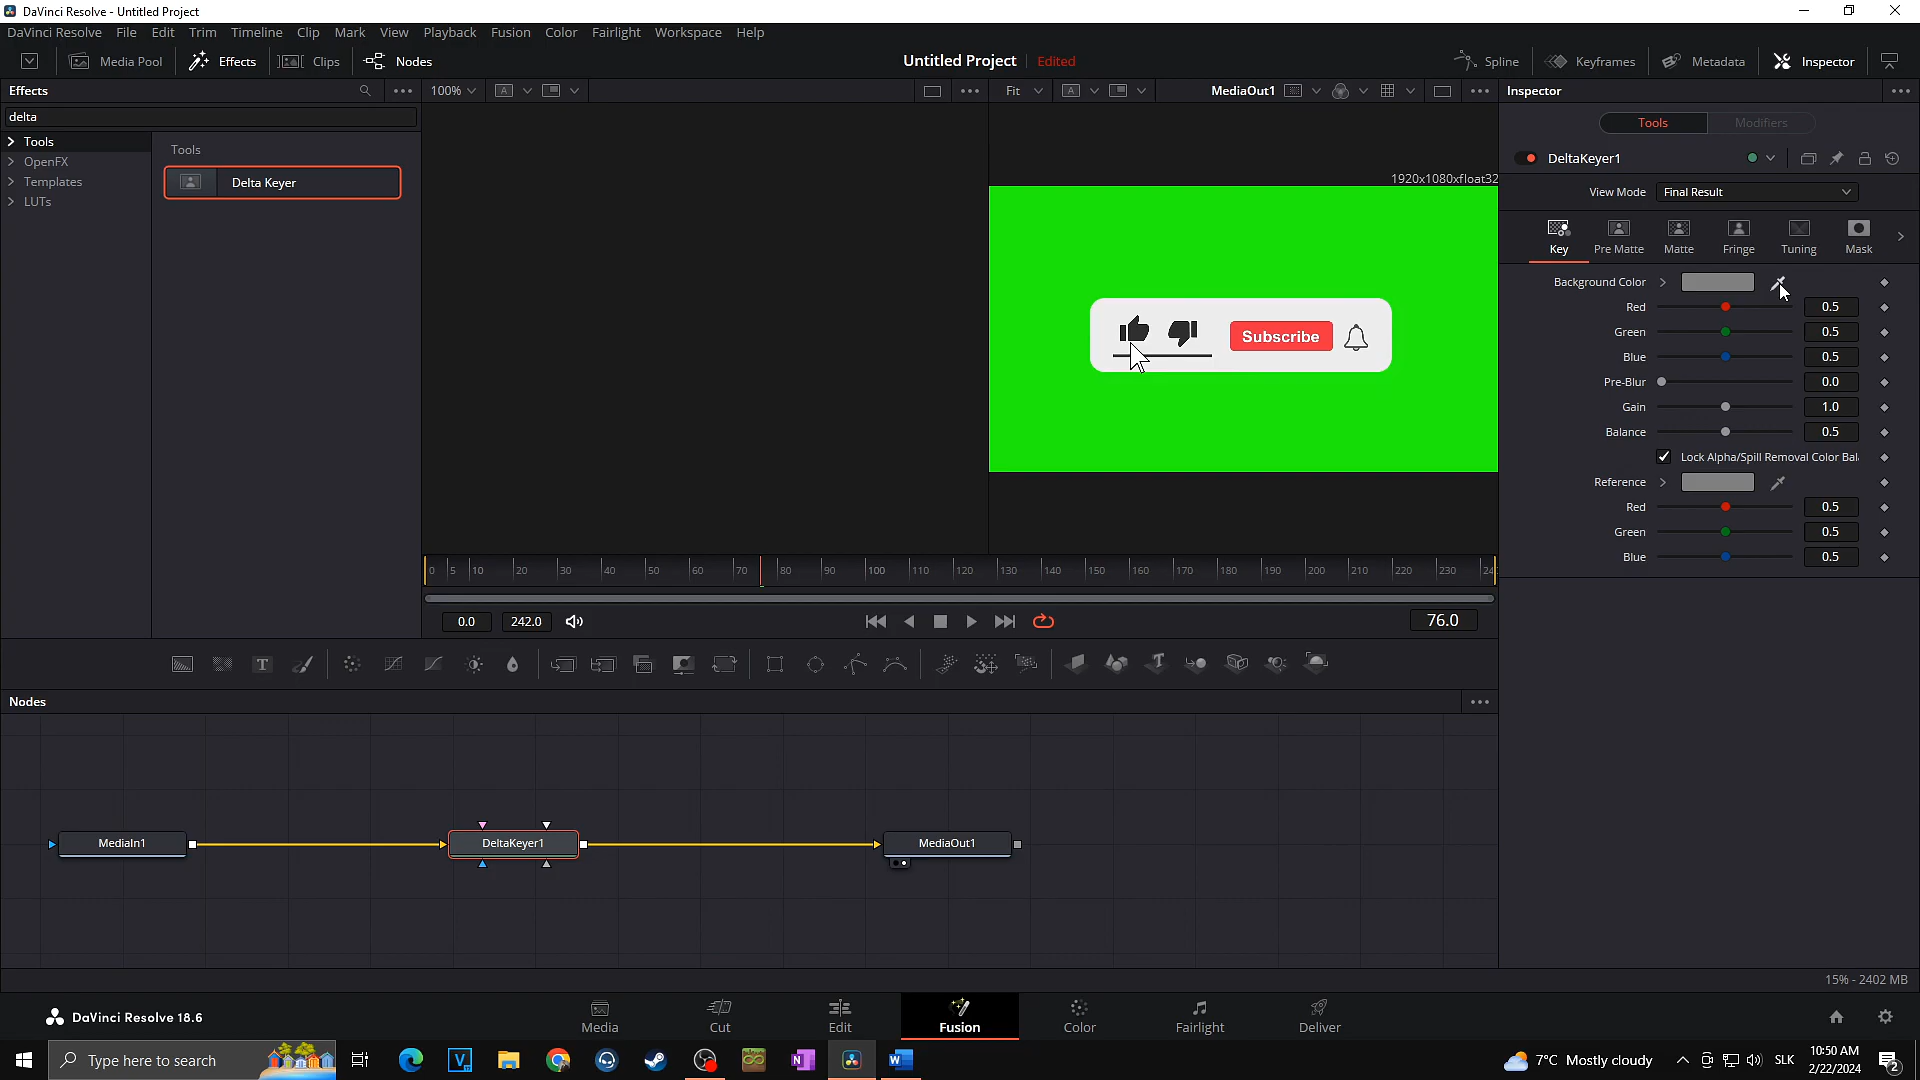 DaVinci Resolve - Untitled Project
DaVinci Resolve File Edit Trim Timeline Clip Mark View Playback Fusion Color Fairlight Workspace Help
Media Pool Effects Clips Nodes Untitled Project Edited Spline Keyframes Metadata Inspector
Effects 100% A Fit A MediaOut1 Inspector
delta
Tools
OpenFX
Templates
LUTs
Tools
Delta Keyer
1920x1080xfloat32
Subscribe
Tools Modifiers
DeltaKeyer1
View Mode Final Result
Key Pre Matte Matte Fringe Tuning Mask
Background Color
Red 0.5
Green 0.5
Blue 0.5
Pre-Blur 0.0
Gain 1.0
Balance 0.5
Lock Alpha/Spill Removal Color Bal
Reference
Red 0.5
Green 0.5
Blue 0.5
0 5 10 20 30 40 50 60 70 80 90 100 110 120 130 140 150 160 170 180 190 200 210 220 230 24
0.0 242.0 76.0
T T
Nodes
MediaIn1 DeltaKeyer1 MediaOut1
15% - 2402 MB
DaVinci Resolve 18.6
Media Cut Edit Fusion Color Fairlight Deliver
Type here to search
V N W
7°C Mostly cloudy SLK
10:50 AM
2/22/2024
2